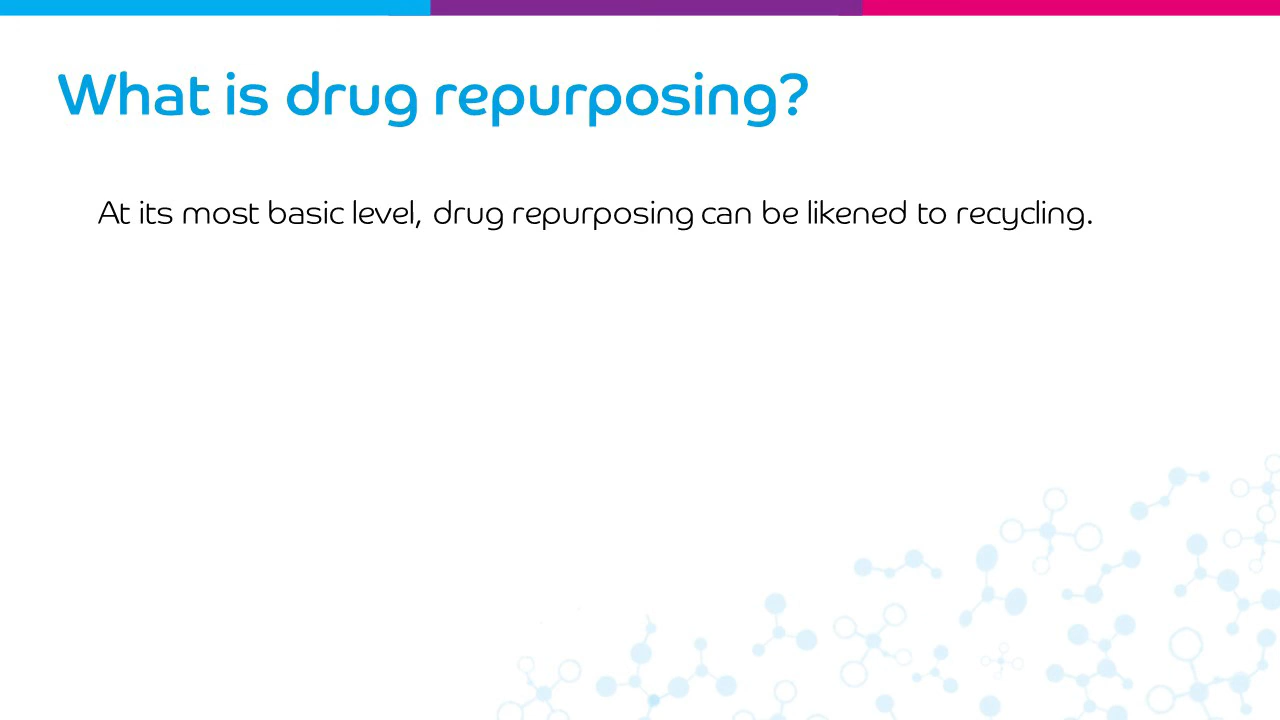 What is drug repurposing?
At its most basic level, drug repurposing can be likened to recycling.